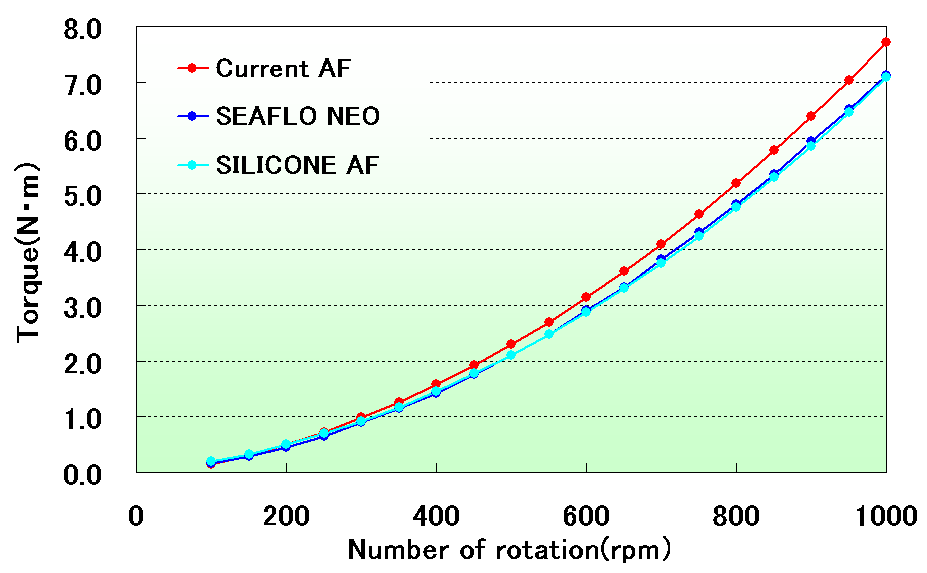 8.0
7.0
6.0
5.0
4.0
3.0
2.0
1.0
0.0
Torque(N・m)
Current AF
SEAFLO NEO
SILICONE AF
0 200 400 600 800 1000
Number of rotation(rpm)